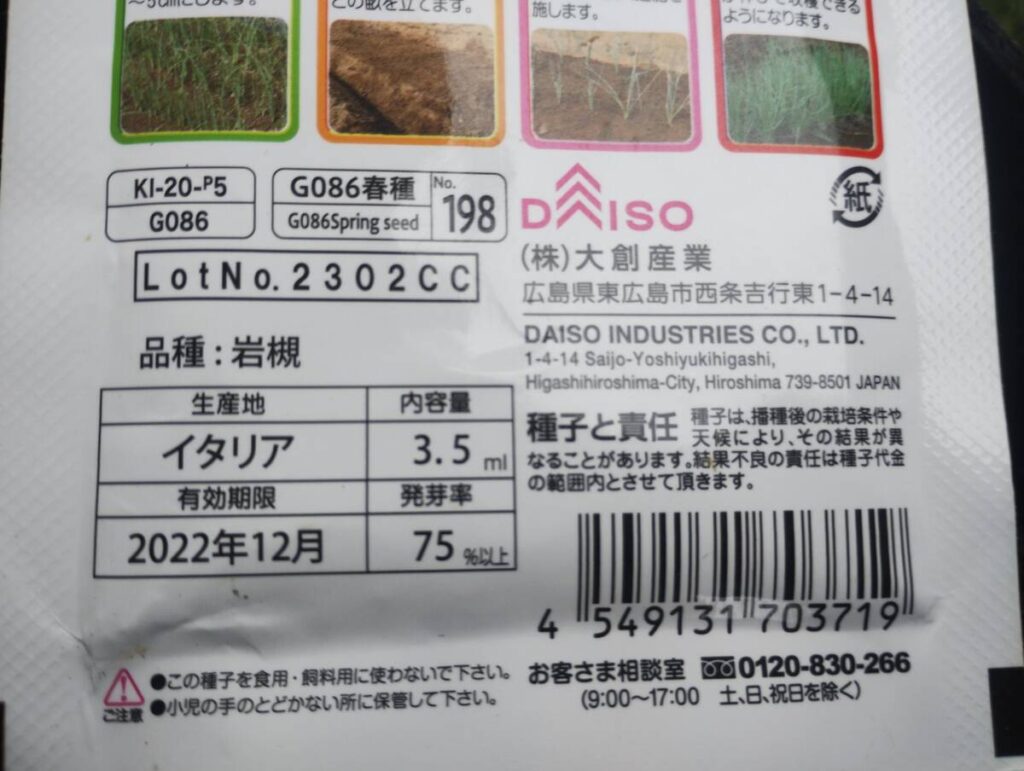 この畝を立てます。
施します。
ようになります。
KI-20-P5
G086
G086春種
G086Spring seed
No.
198
DAISO
紙
(株)大創産業
広島県東広島市西条吉行東1-4-14
LotNo.2302CC
DAISO INDUSTRIES CO., LTD.
1-4-14 Saijo-Yoshiyukihigashi,
Higashihiroshima-City, Hiroshima 739-8501 JAPAN
品種:岩槻
生産地 内容量
イタリア 3.5 ml
有効期限 発芽率
2022年12月 75 %以上
種子と責任 種子は、播種後の栽培条件や
天候により、その結果が異
なることがあります。結果不良の責任は種子代金
の範囲内とさせて頂きます。
4 549131 703719
ご注意
●この種子を食用・飼料用に使わないで下さい。
●小児の手のとどかない所に保管して下さい。
お客さま相談室 0120-830-266
(9:00~17:00 土、日、祝日を除く)